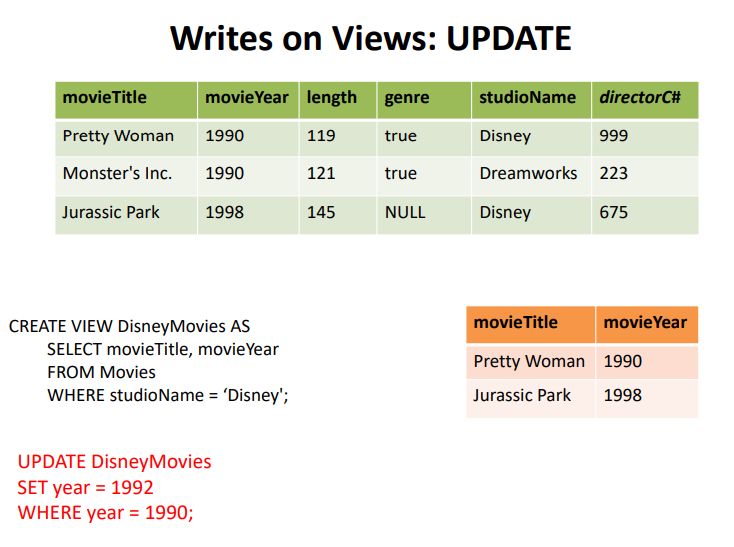 Writes on Views: UPDATE
movieTitle movieYear length genre studioName directorC#
Pretty Woman 1990 119 true Disney 999
Monster's Inc. 1990 121 true Dreamworks 223
Jurassic Park 1998 145 NULL Disney 675
CREATE VIEW DisneyMovies AS
SELECT movieTitle, movieYear
FROM Movies
WHERE studioName = ‘Disney';
movieTitle movieYear
Pretty Woman 1990
Jurassic Park 1998
UPDATE DisneyMovies
SET year = 1992
WHERE year = 1990;